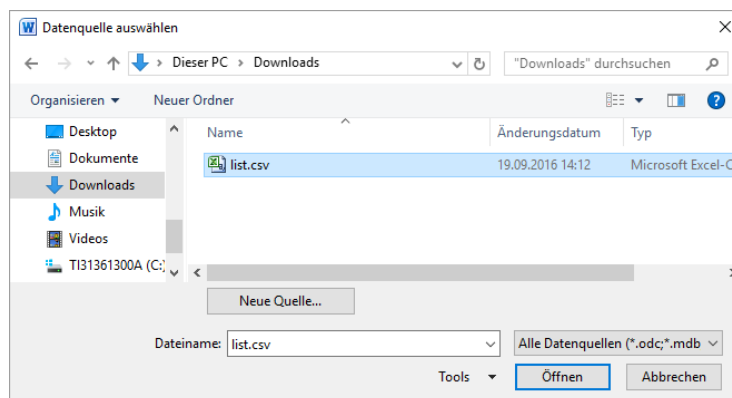 Datenquelle auswählen
Dieser PC > Downloads
"Downloads" durchsuchen
Organisieren
Neuer Ordner
Desktop
Dokumente
Downloads
Musik
Videos
TI31361300A (C:)
Name Änderungsdatum Typ
list.csv 19.09.2016 14:12 Microsoft Excel-C
Neue Quelle...
Dateiname: list.csv
Alle Datenquellen (*.odc;*.mdb
Tools Öffnen Abbrechen